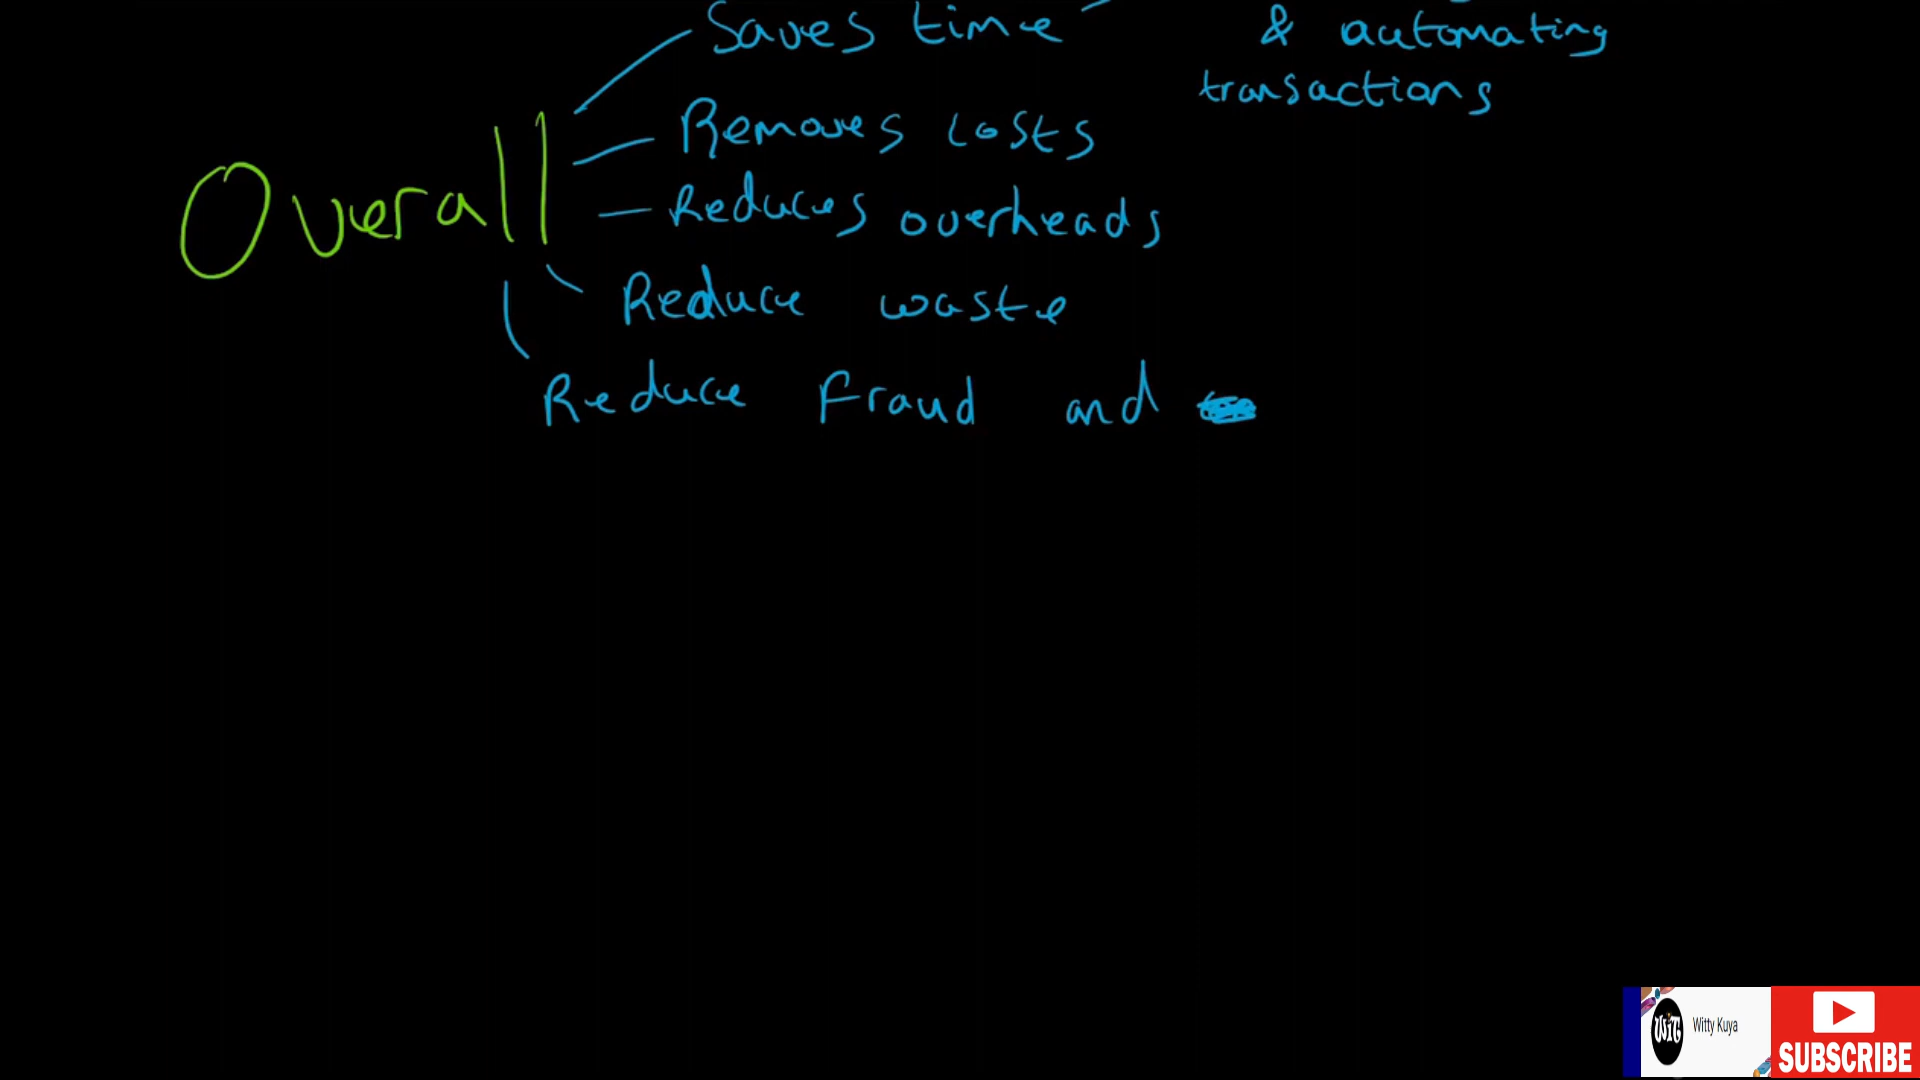 Saves time
& automating
transactions
Removes costs
Overall
Reduces overheads
Reduce waste
Reduce fraud and
Witty Kuya
SUBSCRIBE